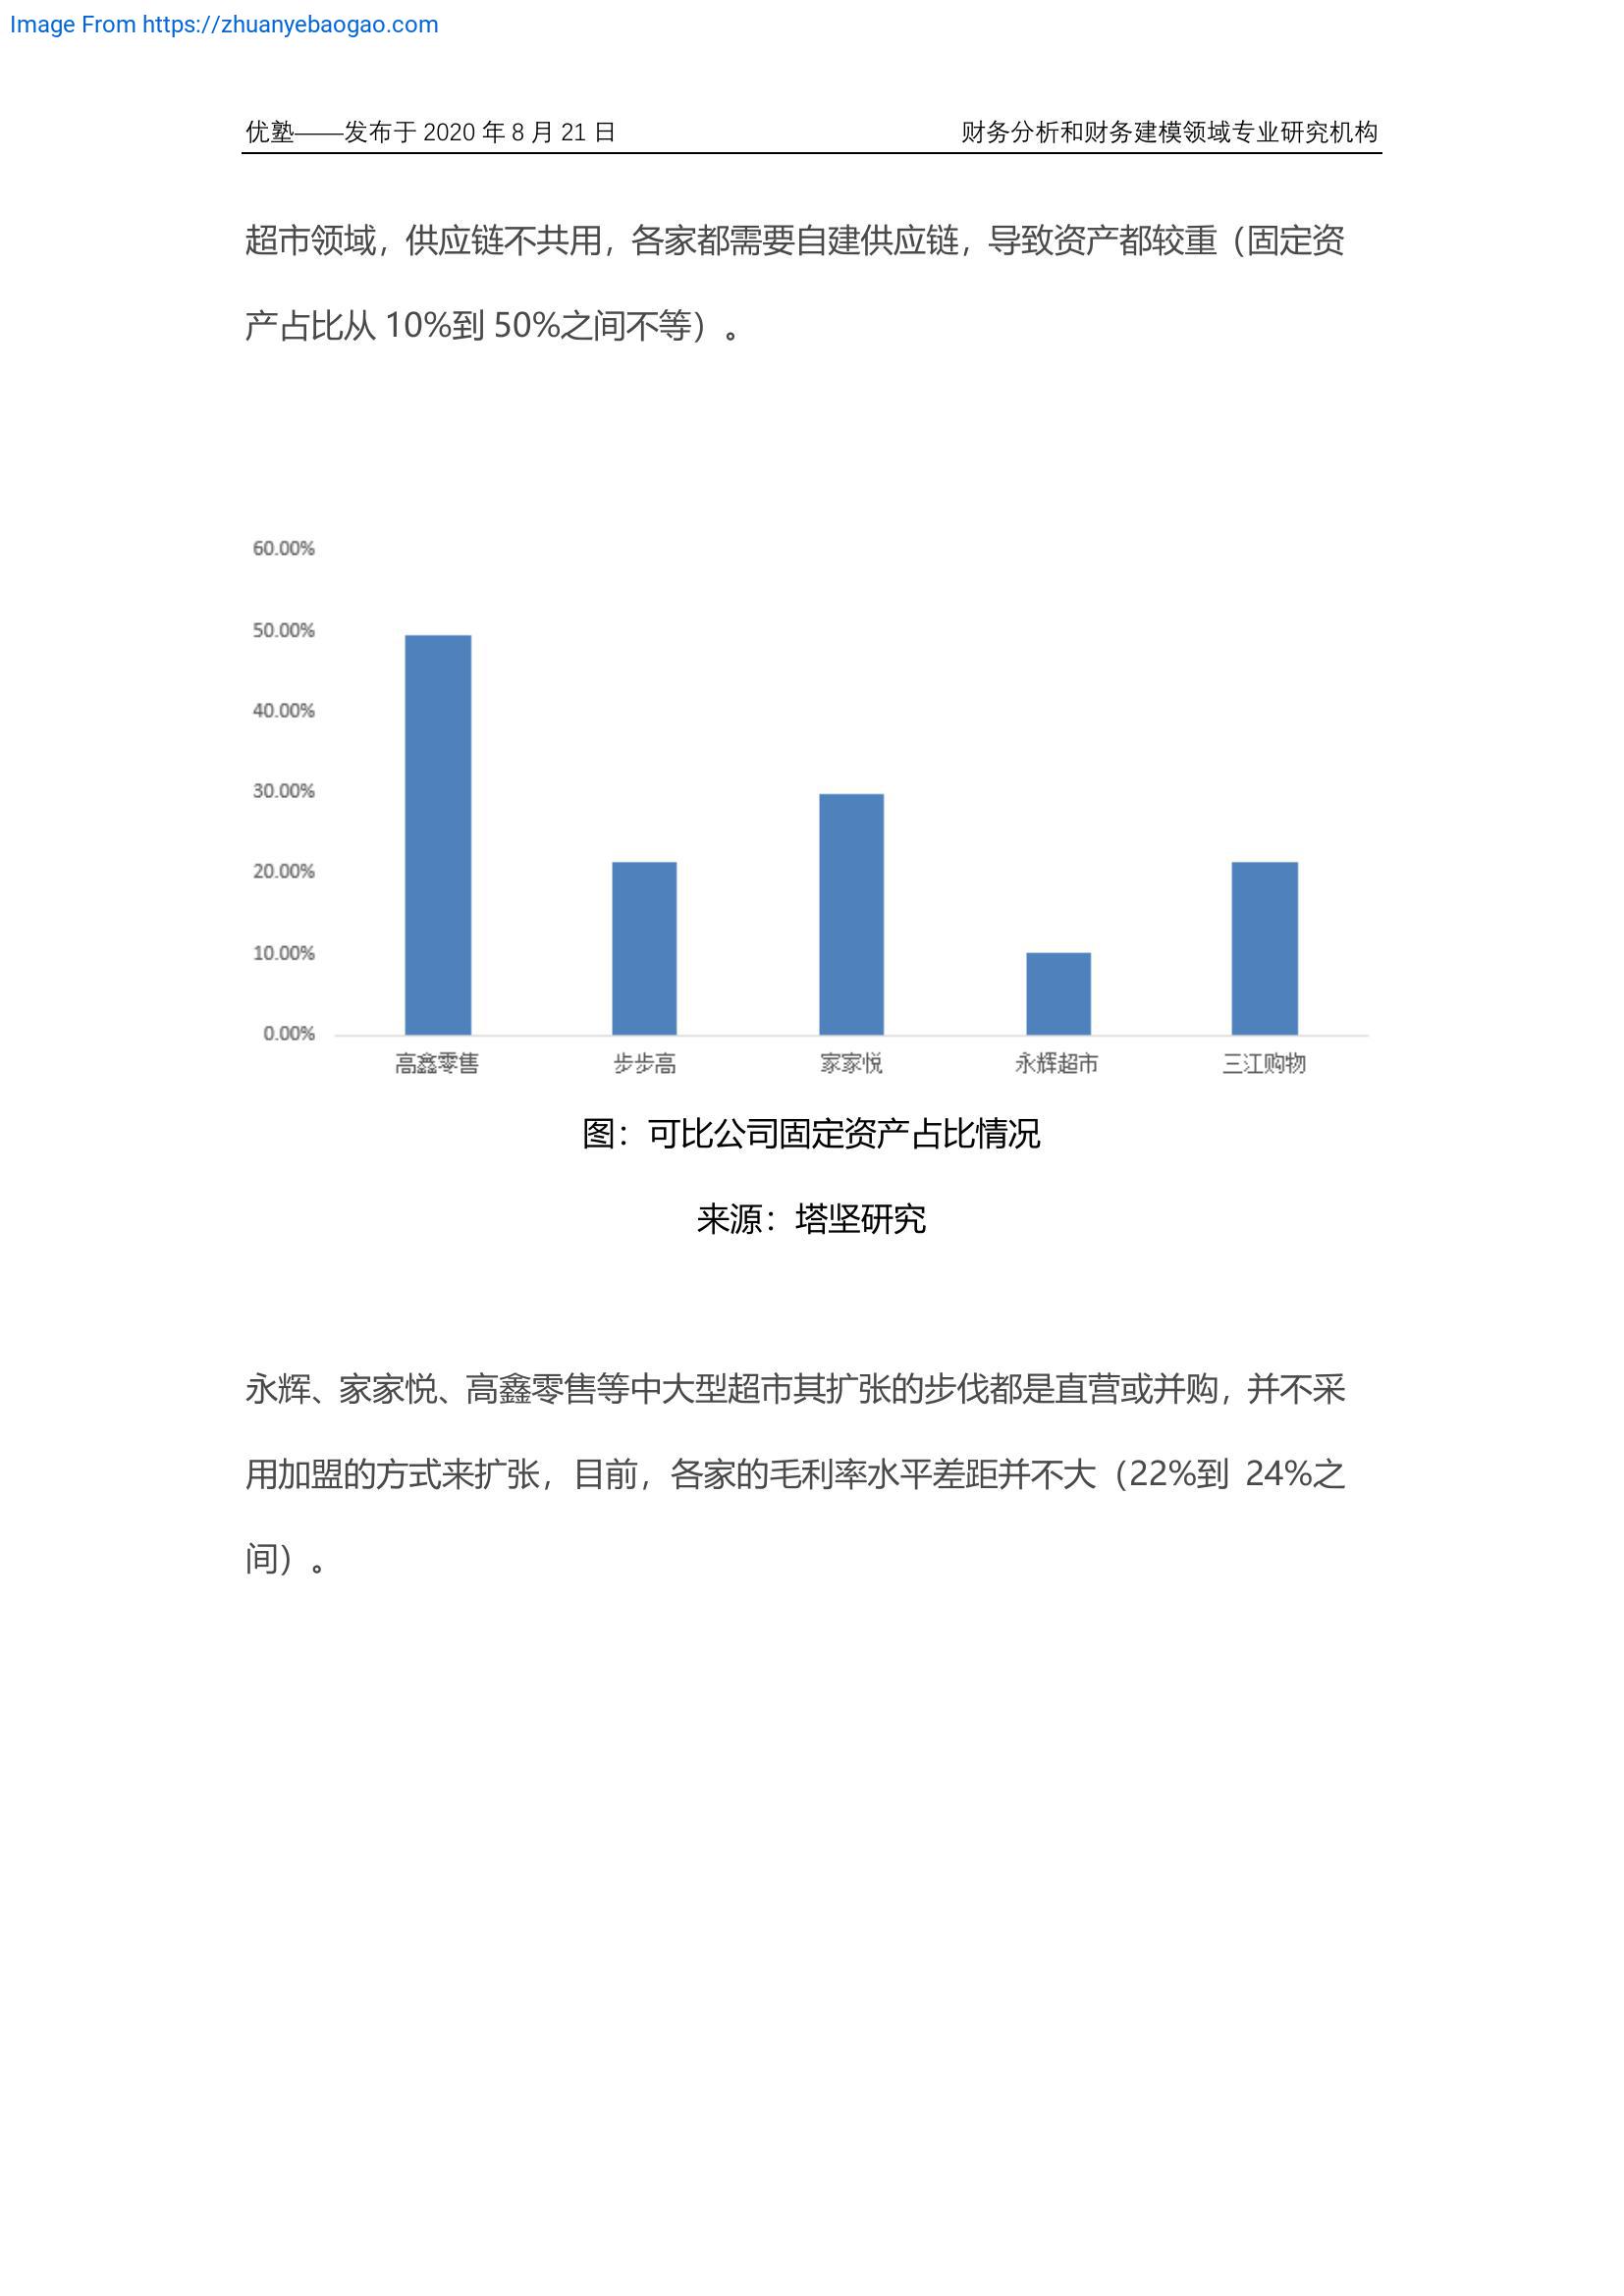 Image From https://zhuanyebaogao.com
优塾——发布于 2020 年 8 月 21 日 财务分析和财务建模领域专业研究机构
超市领域，供应链不共用，各家都需要自建供应链，导致资产都较重（固定资
产占比从 10%到 50%之间不等）。
60.00%
50.00%
40.00%
30.00%
20.00%
10.00%
0.00%
高鑫零售 步步高 家家悦 永辉超市 三江购物
图：可比公司固定资产占比情况
来源：塔坚研究
永辉、家家悦、高鑫零售等中大型超市其扩张的步伐都是直营或并购，并不采
用加盟的方式来扩张，目前，各家的毛利率水平差距并不大（22%到 24%之
间）。